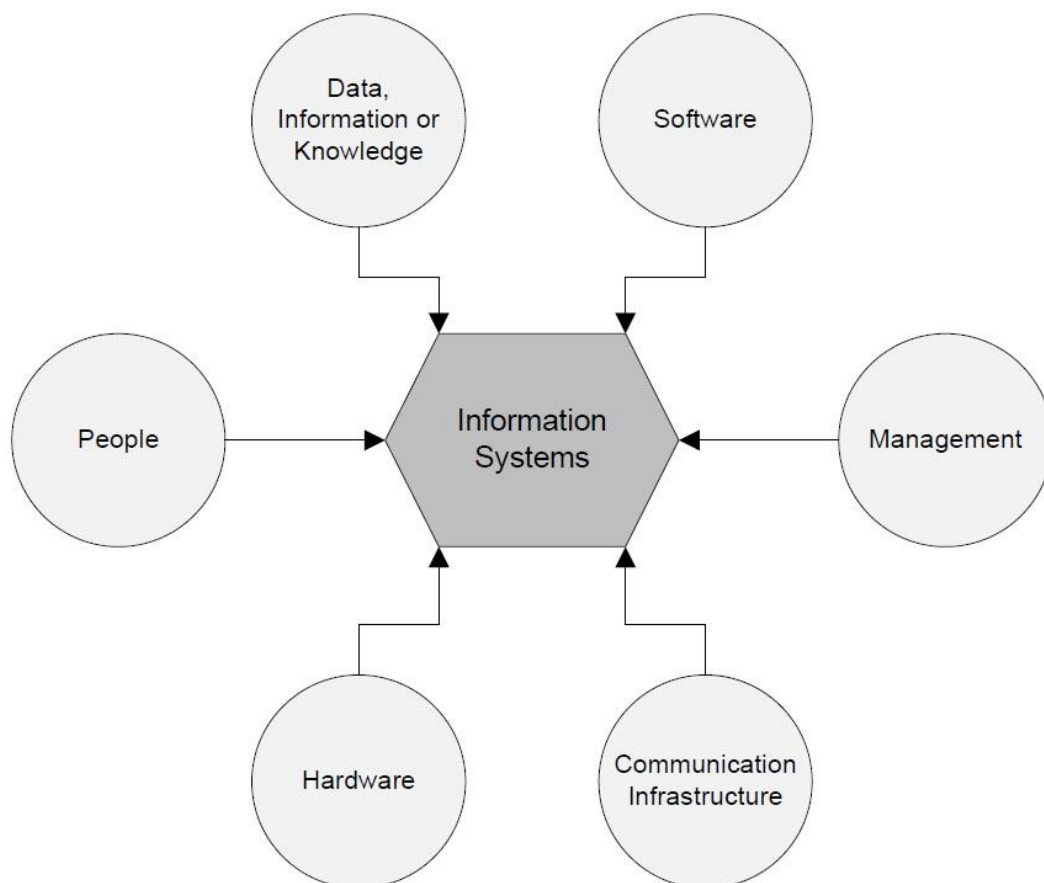 Data,
Information or
Knowledge
Software
People
Information
Systems
Management
Hardware
Communication
Infrastructure